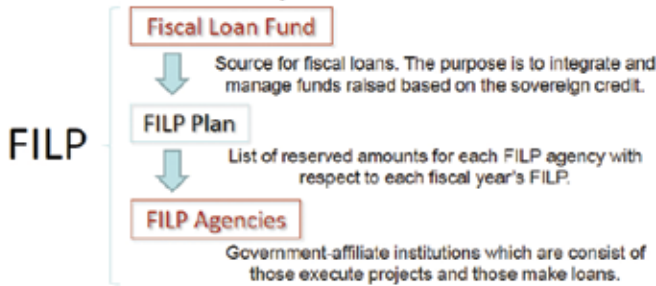 Fiscal Loan Fund
Source for fiscal loans. The purpose is to integrate and
manage funds raised based on the sovereign credit.
FILP
FILP Plan
List of reserved amounts for each FILP agency with
respect to each fiscal year's FILP.
FILP Agencies
Government-affiliate institutions which are consist of
those execute projects and those make loans.